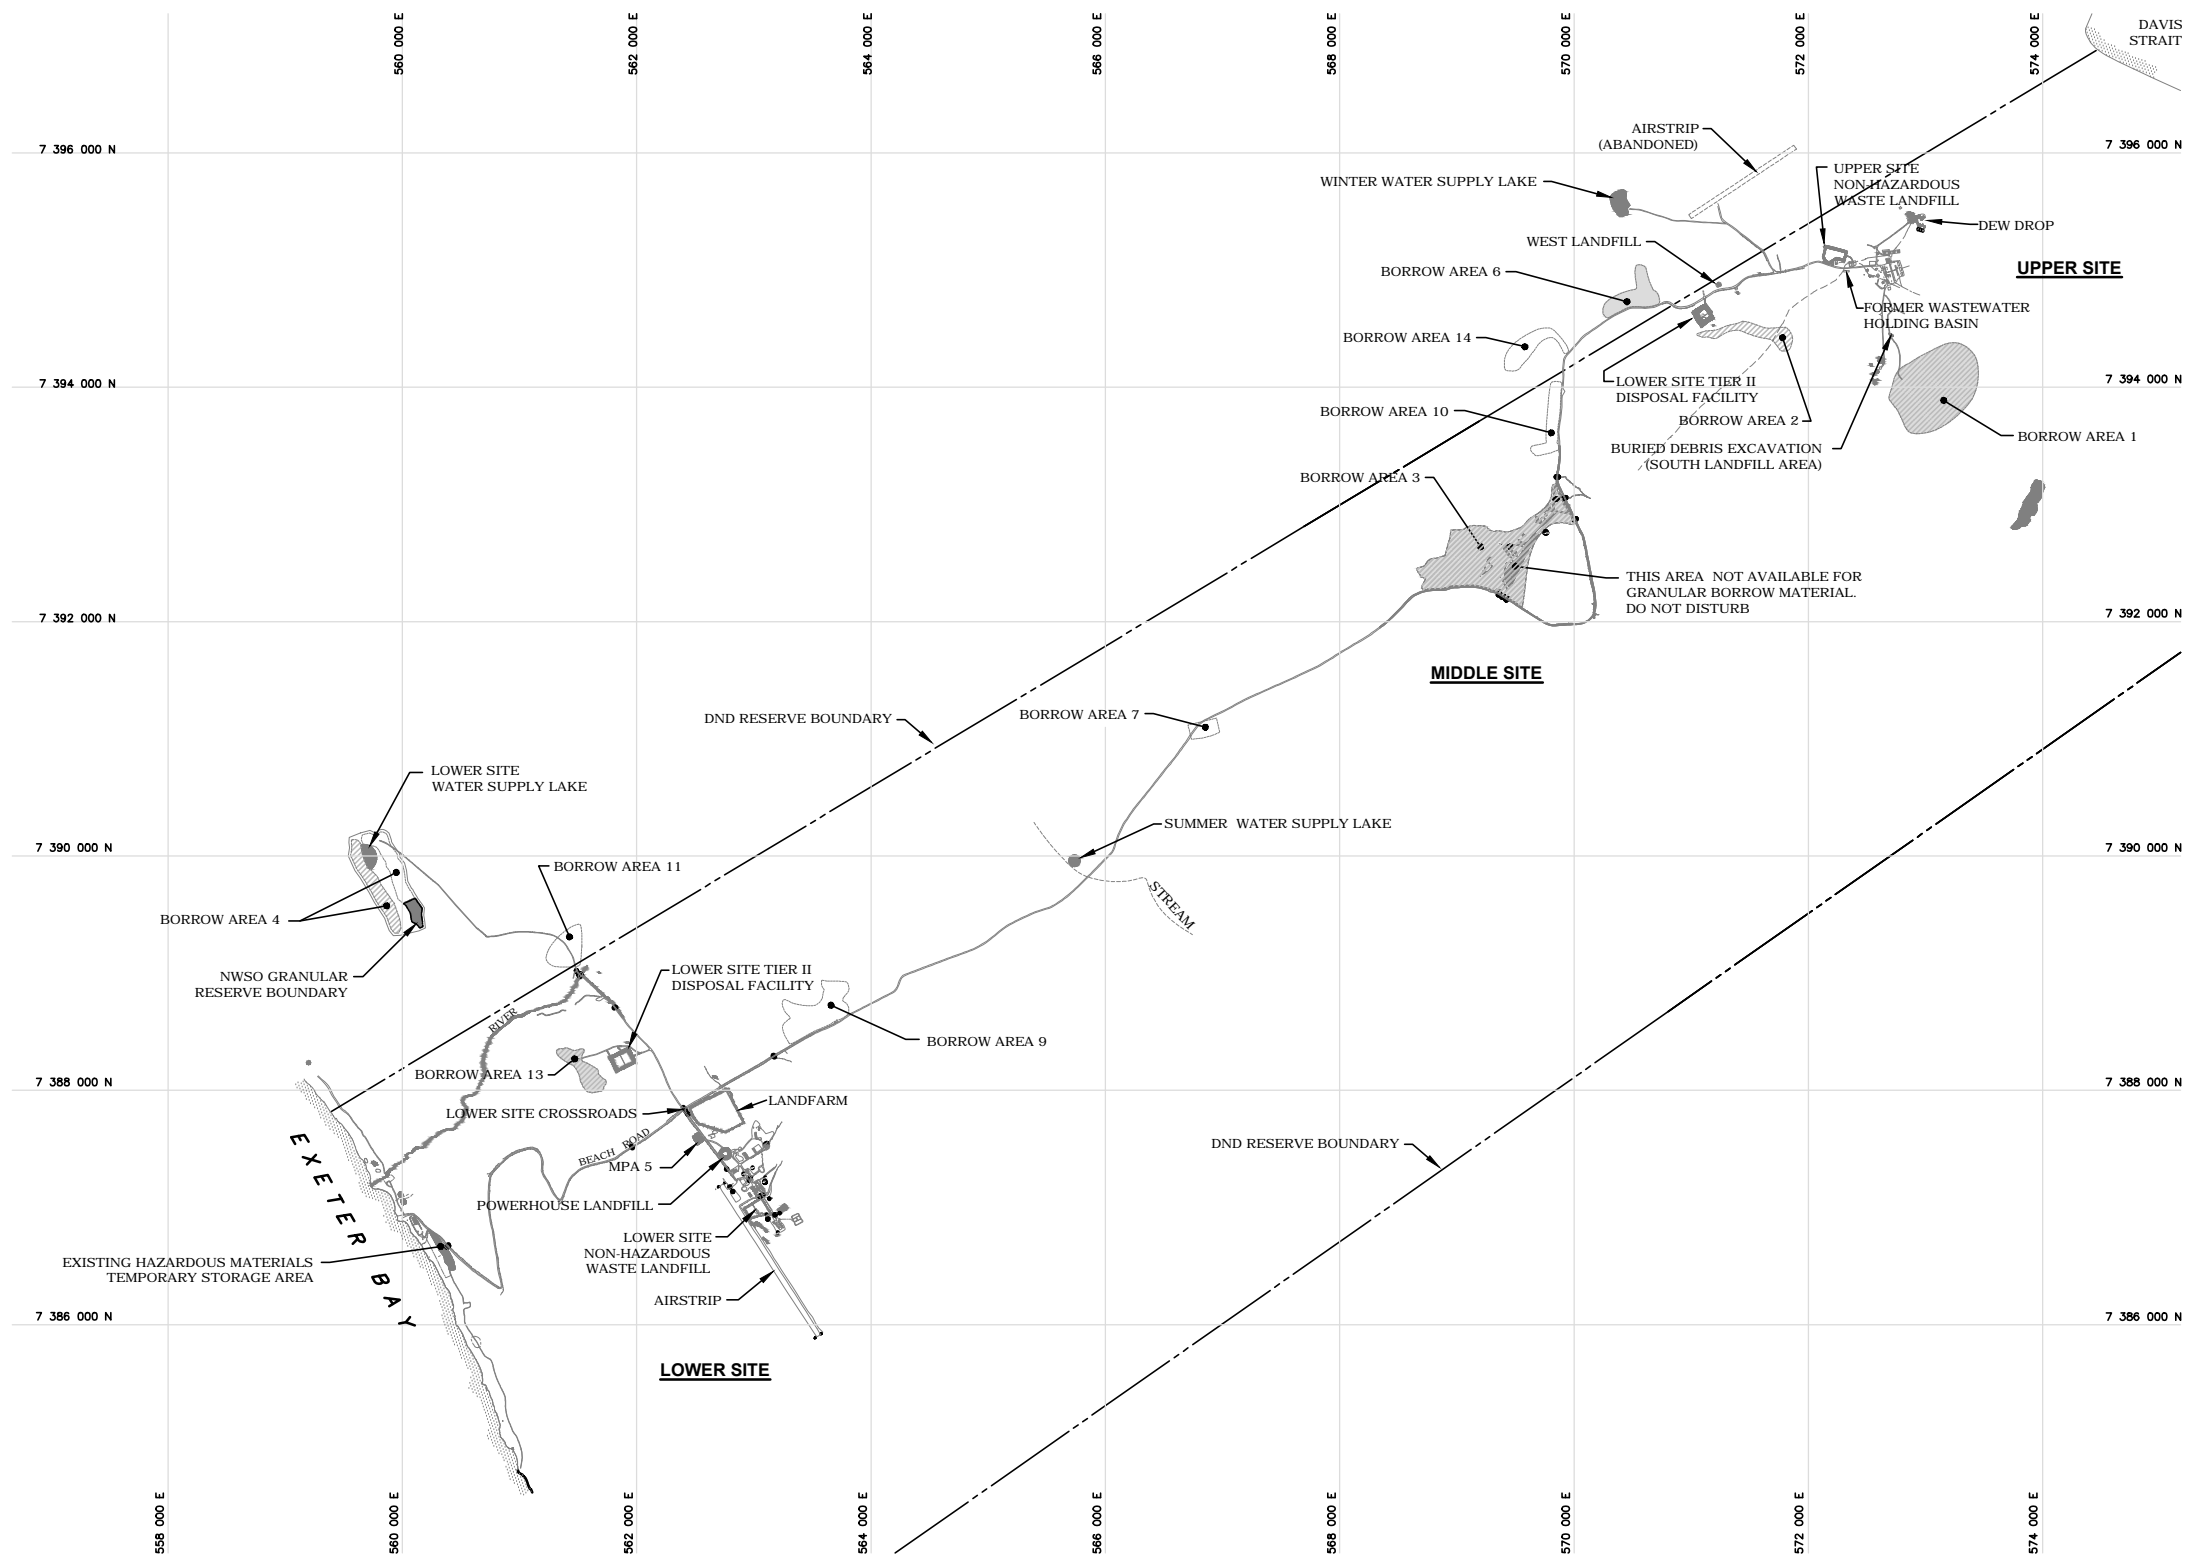 560 000 E
562 000 E
564 000 E
566 000 E
568 000 E
570 000 E
572 000 E
574 000 E
DAVIS
STRAIT
7 396 000 N
7 396 000 N
AIRSTRIP
(ABANDONED)
WINTER WATER SUPPLY LAKE
UPPER SITE
NON-HAZARDOUS
WASTE LANDFILL
DEW DROP
WEST LANDFILL
BORROW AREA 6
UPPER SITE
FORMER WASTEWATER
HOLDING BASIN
BORROW AREA 14
7 394 000 N
7 394 000 N
LOWER SITE TIER II
DISPOSAL FACILITY
BORROW AREA 10
BORROW AREA 2
BORROW AREA 1
BURIED DEBRIS EXCAVATION
(SOUTH LANDFILL AREA)
BORROW AREA 3
THIS AREA NOT AVAILABLE FOR
GRANULAR BORROW MATERIAL.
DO NOT DISTURB
7 392 000 N
7 392 000 N
MIDDLE SITE
DND RESERVE BOUNDARY
BORROW AREA 7
LOWER SITE
WATER SUPPLY LAKE
SUMMER WATER SUPPLY LAKE
7 390 000 N
7 390 000 N
BORROW AREA 11
STREAM
BORROW AREA 4
NWSO GRANULAR
RESERVE BOUNDARY
LOWER SITE TIER II
DISPOSAL FACILITY
RIVER
BORROW AREA 9
BORROW AREA 13
7 388 000 N
7 388 000 N
LANDFARM
LOWER SITE CROSSROADS
BEACH ROAD
DND RESERVE BOUNDARY
MPA 5
EXETER BAY
POWERHOUSE LANDFILL
LOWER SITE
NON-HAZARDOUS
WASTE LANDFILL
EXISTING HAZARDOUS MATERIALS
TEMPORARY STORAGE AREA
AIRSTRIP
7 386 000 N
7 386 000 N
LOWER SITE
558 000 E
560 000 E
562 000 E
564 000 E
566 000 E
568 000 E
570 000 E
572 000 E
574 000 E